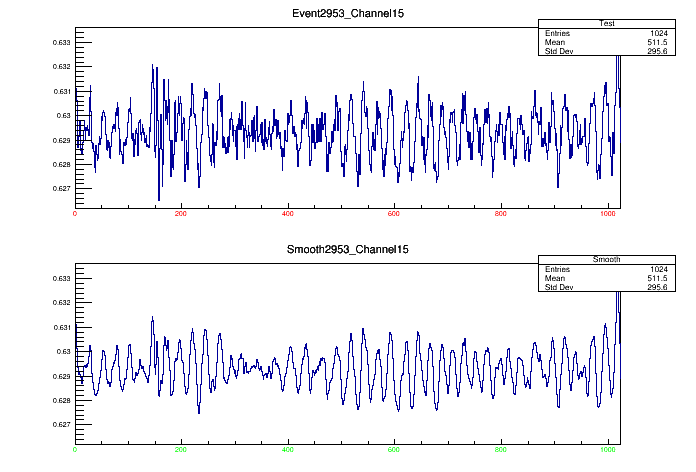 Event2953_Channel15
Test
Entries 1024
Mean 511.5
Std Dev 295.6
0.633
0.632
0.631
0.63
0.629
0.628
0.627
0 200 400 600 800 1000
Smooth2953_Channel15
Smooth
Entries 1024
Mean 511.5
Std Dev 295.6
0.633
0.632
0.631
0.63
0.629
0.628
0.627
0 200 400 600 800 1000